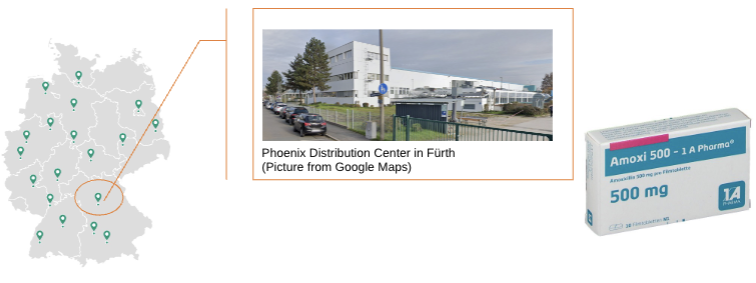 Phoenix Distribution Center in Fürth
(Picture from Google Maps)
Amoxi 500 - 1 A Pharma®
Amoxicillin 500 mg pro Filmtablette
500 mg
1A
Pharma